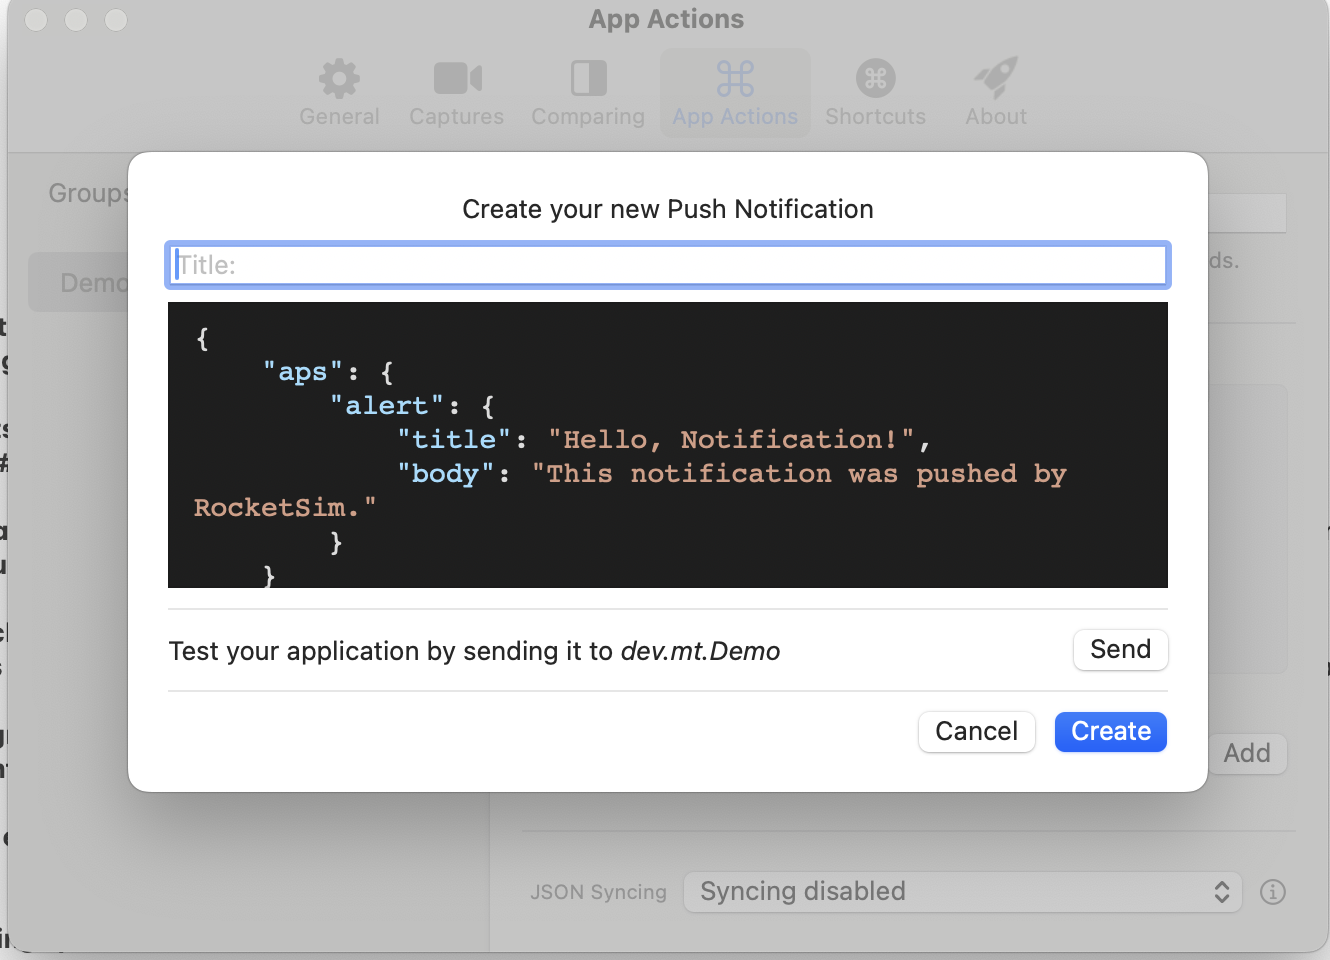 App Actions
General Captures Comparing App Actions Shortcuts About
Groups
Create your new Push Notification
Title:
ds.
Demo
{
"aps": {
"alert": {
"title": "Hello, Notification!",
"body": "This notification was pushed by
RocketSim."
}
}
Test your application by sending it to dev.mt.Demo
Send
Cancel Create
Add
JSON Syncing Syncing disabled